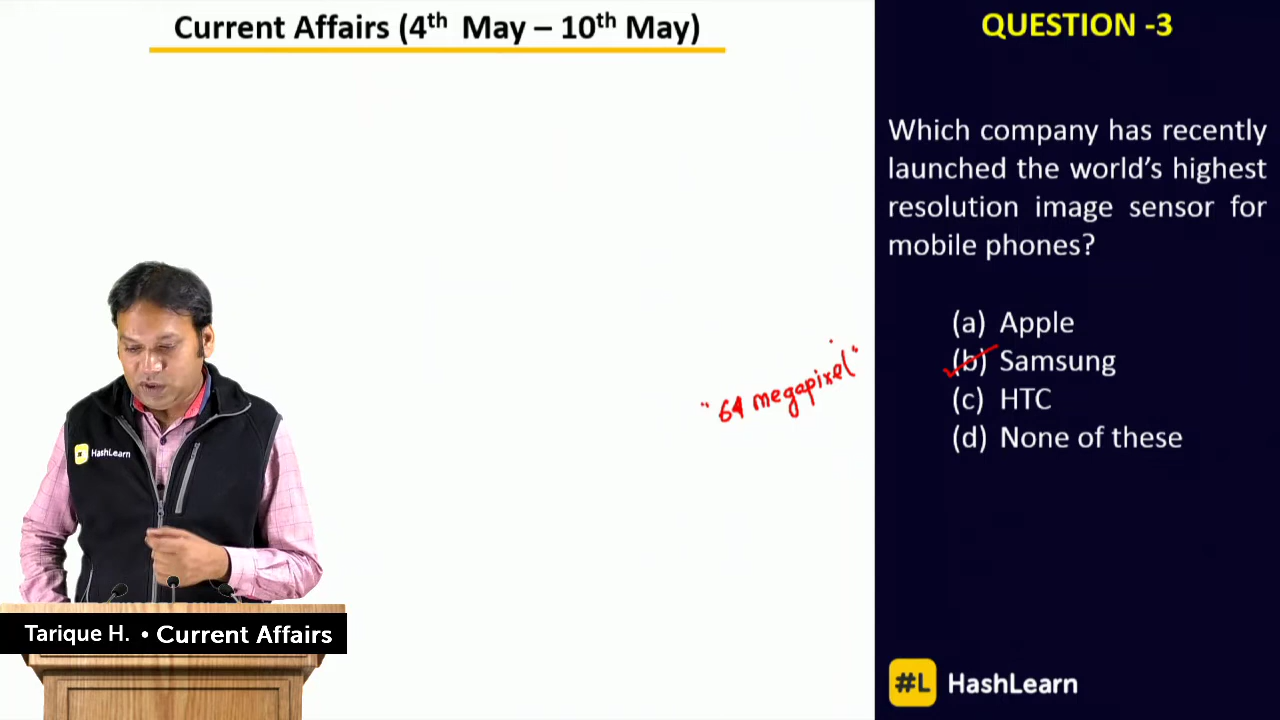 Current Affairs (4th May – 10th May)
QUESTION -3
Which company has recently
launched the world's highest
resolution image sensor for
mobile phones?
(a) Apple
(b) Samsung
(c) HTC
(d) None of these
"64 megapixel"
#L HashLearn
Tarique H. • Current Affairs
#L HashLearn